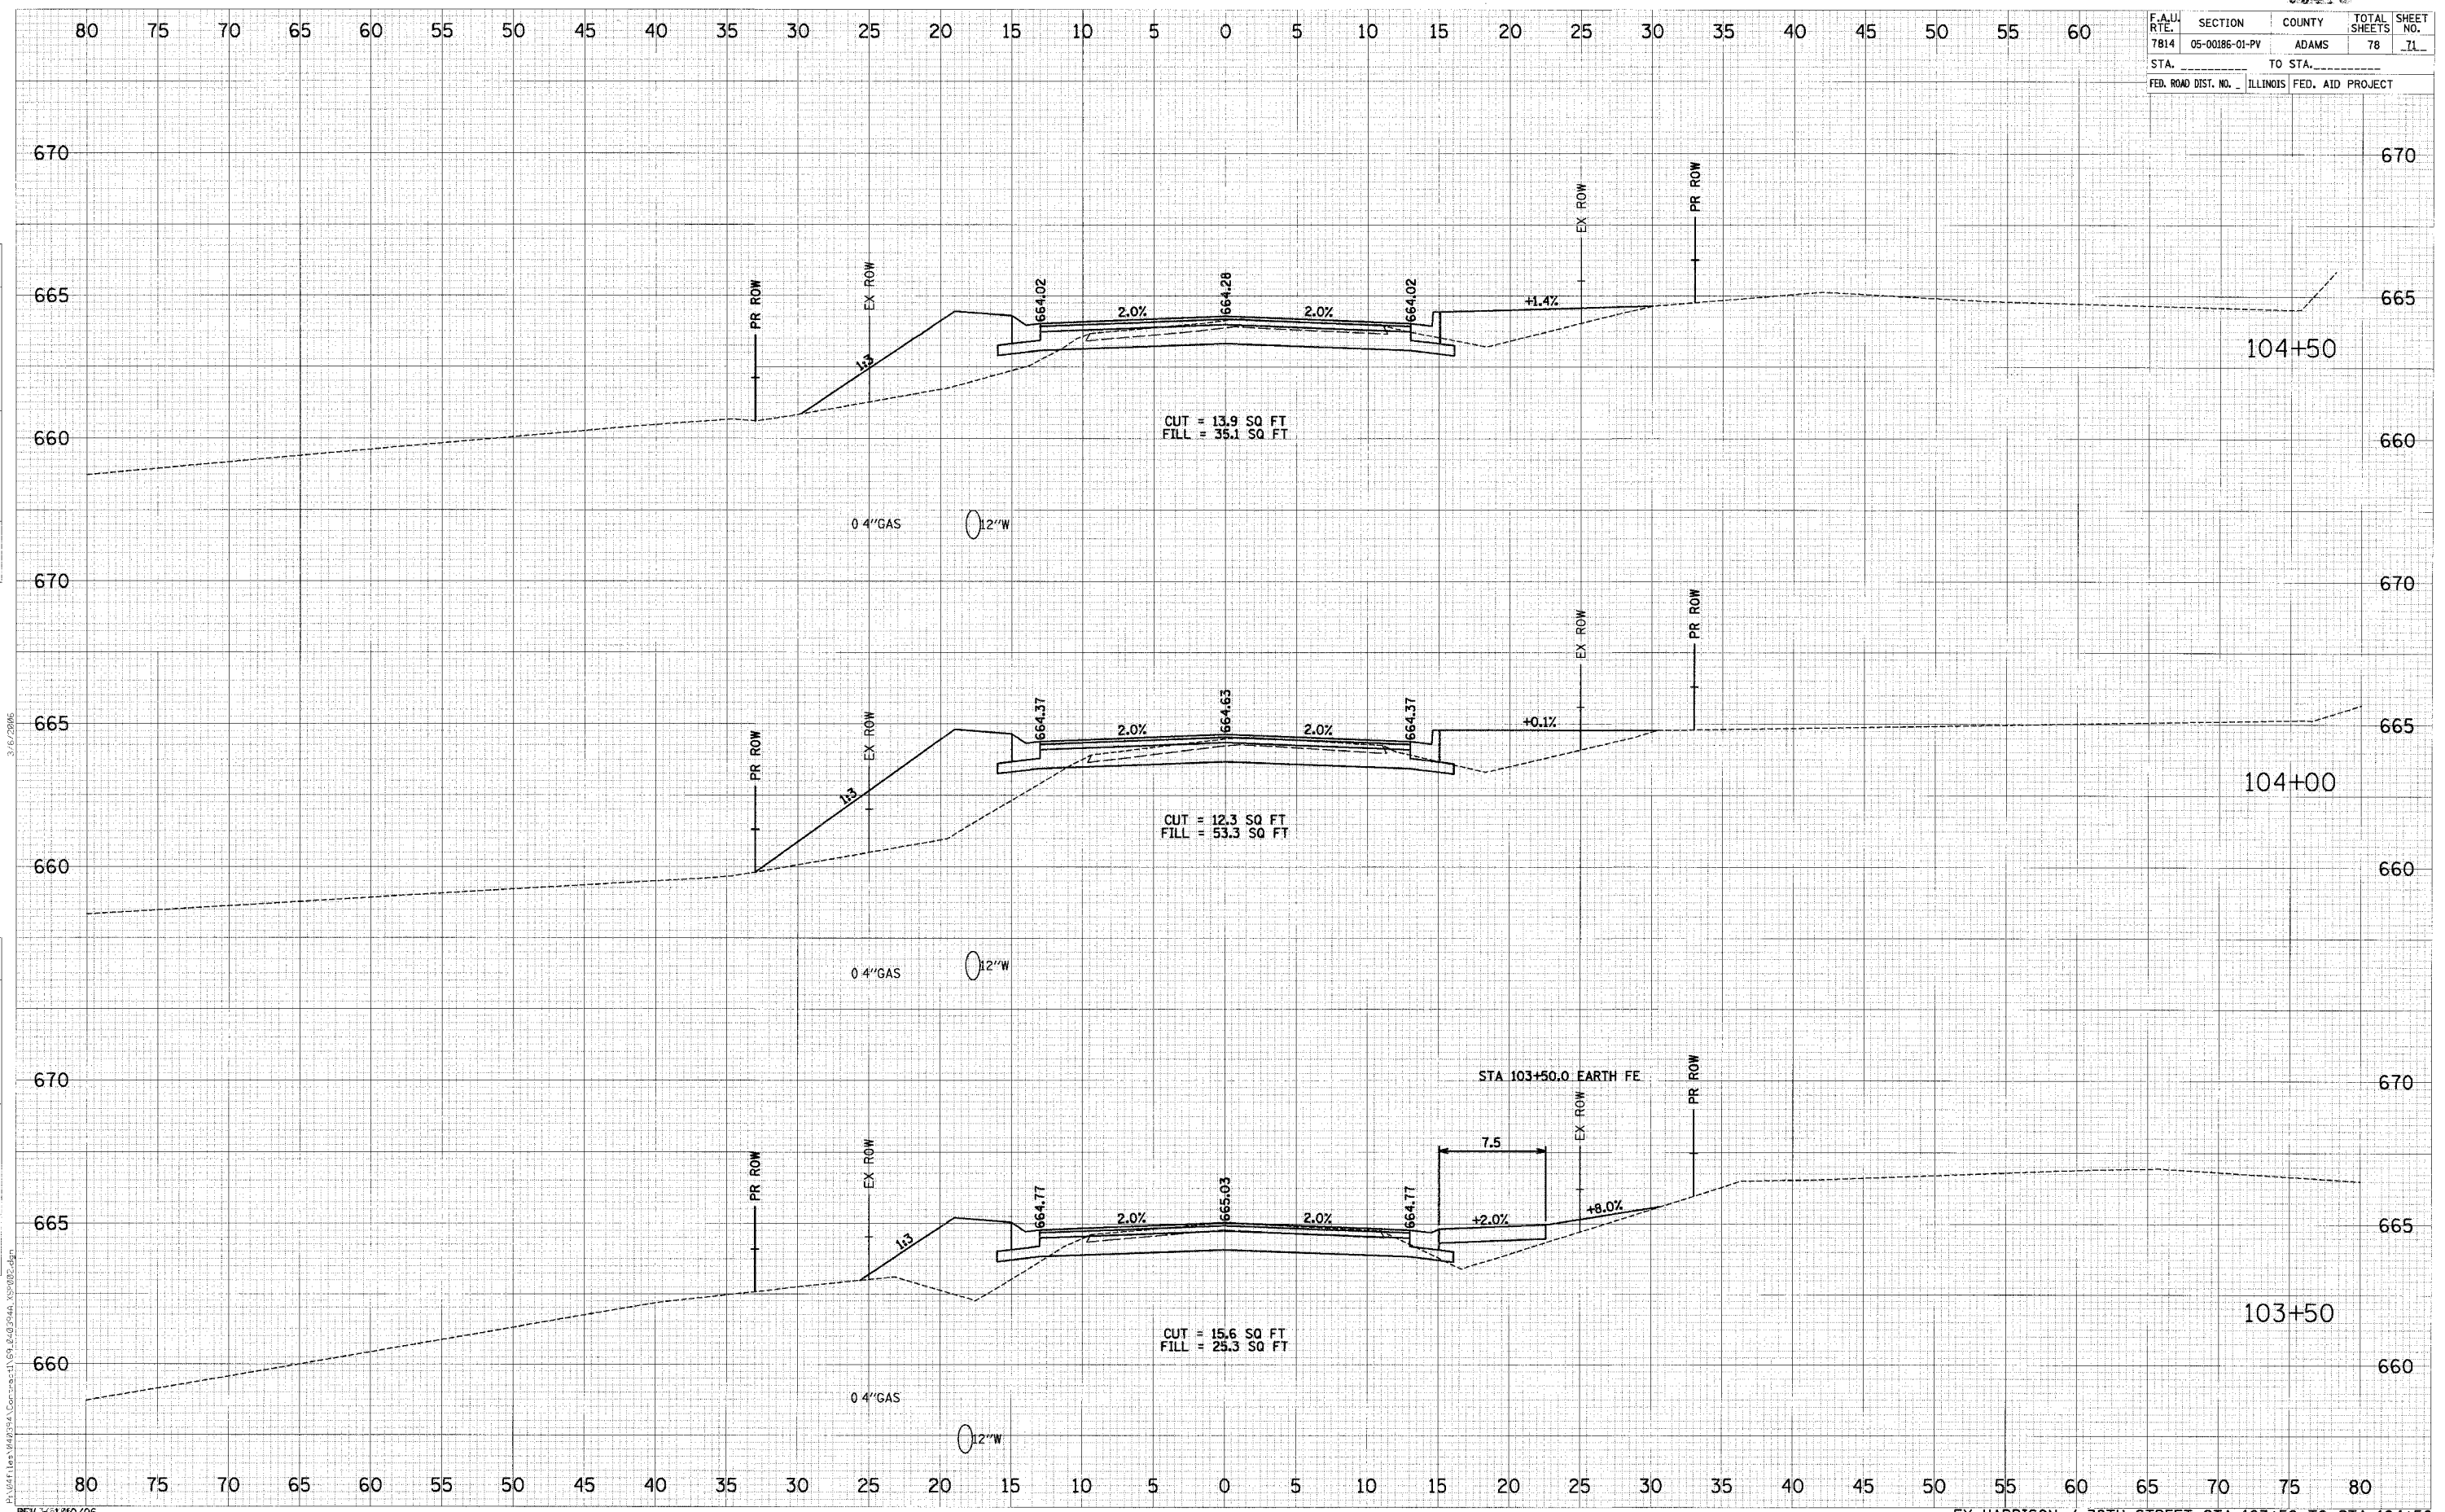 80 75 70 65 60 55 50 45 40 35 30 25 20 15 10 5 0 5 10 15 20 25 30 35 40 45 50 55 60
F.A.U. RTE. SECTION COUNTY TOTAL SHEETS SHEET NO.
7814 05-00186-01-PV ADAMS 78 71
STA. __________ TO STA.__________
FED. ROAD DIST. NO. _ ILLINOIS FED. AID PROJECT
670 670
PR ROW
EX ROW
665 PR ROW EX ROW 664.02 2.0% 664.28 2.0% 664.02 +1.4% 665
1:3
104+50
660 660
CUT = 13.9 SQ FT
FILL = 35.1 SQ FT
4"GAS 12"W
670 670
PR ROW
EX ROW
665 PR ROW EX ROW 664.37 2.0% 664.63 2.0% 664.37 +0.1% 665
1:3
104+00
CUT = 12.3 SQ FT
FILL = 53.3 SQ FT
660 660
4"GAS 12"W
3/6/2006
670 670
STA 103+50.0 EARTH FE
PR ROW
EX ROW
7.5
665 PR ROW EX ROW 664.77 2.0% 665.03 2.0% 664.77 +2.0% +8.0% 665
1:3
103+50
CUT = 15.6 SQ FT
FILL = 25.3 SQ FT
660 660
4"GAS
12"W
80 75 70 65 60 55 50 45 40 35 30 25 20 15 10 5 0 5 10 15 20 25 30 35 40 45 50 55 60 65 70 75 80